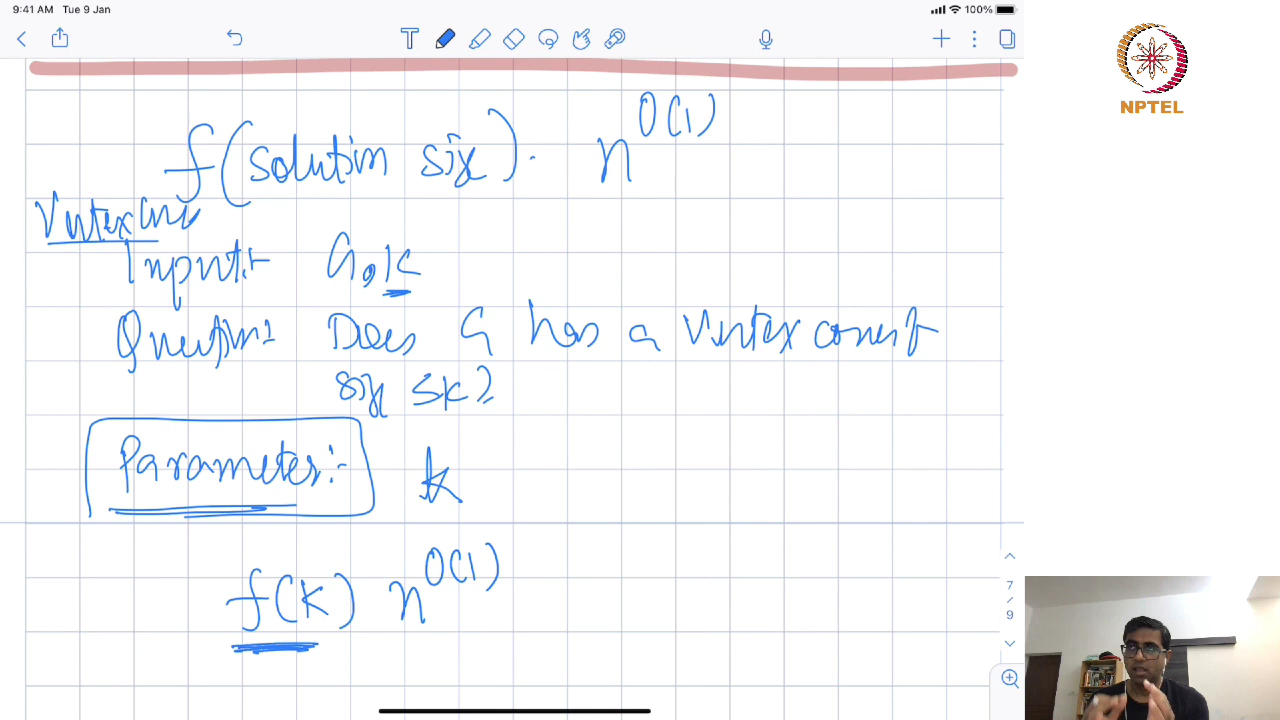 9:41 AM Tue 9 Jan
100%
NPTEL
f(solution size) · n^O(1)
Vertex Cover
Input:- G, k
Question: Does G has a vertex cover of
size ≤k?
Parameter:- k
f(k) n^O(1)
7
/
9